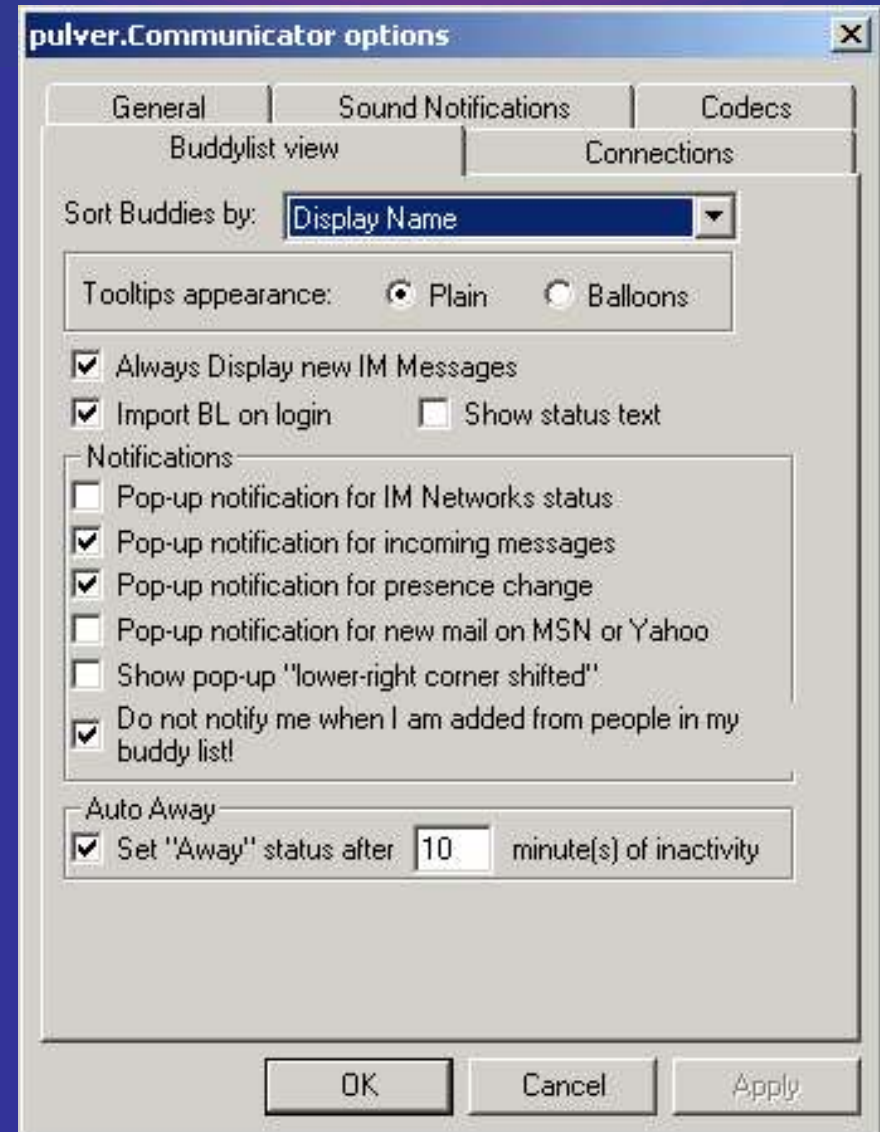 pulver.Communicator options
General Sound Notifications Codecs
Buddylist view Connections
Sort Buddies by: Display Name
Tooltips appearance: Plain Balloons
Always Display new IM Messages
Import BL on login Show status text
Notifications
Pop-up notification for IM Networks status
Pop-up notification for incoming messages
Pop-up notification for presence change
Pop-up notification for new mail on MSN or Yahoo
Show pop-up "lower-right corner shifted"
Do not notify me when I am added from people in my
buddy list!
Auto Away
Set "Away" status after 10 minute(s) of inactivity
OK Cancel Apply